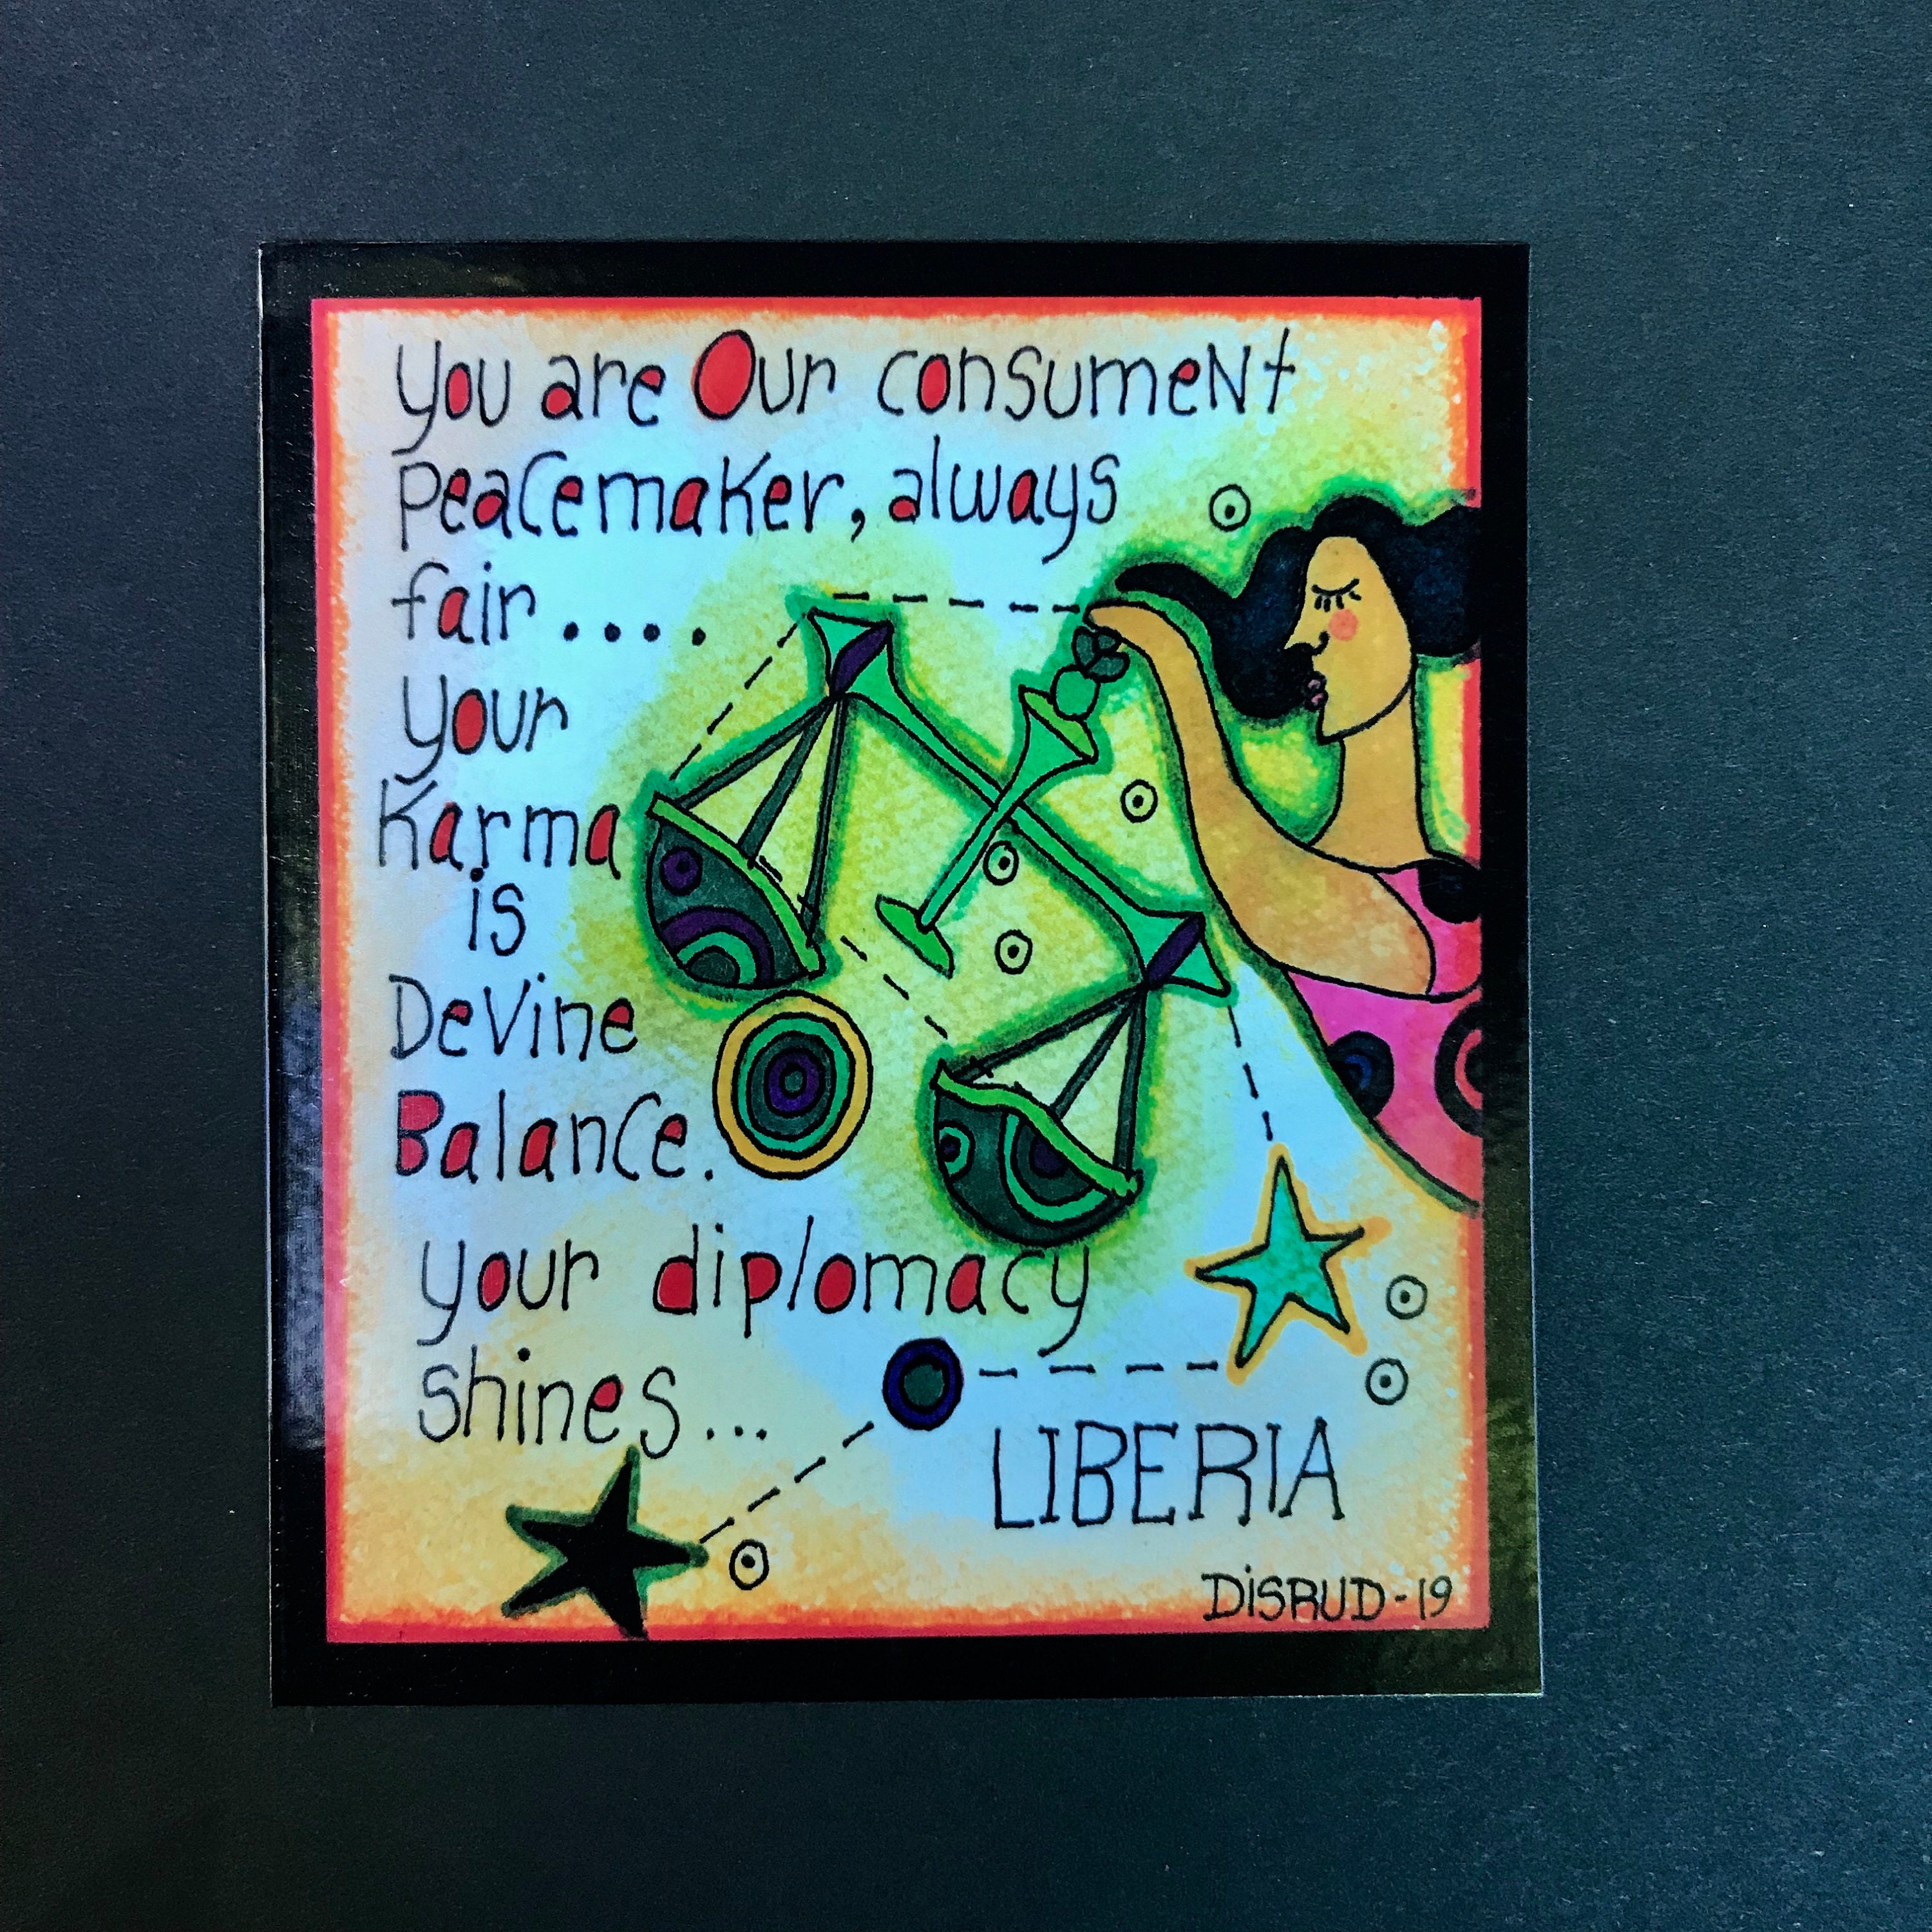 you are Our consumeNt
peacemaker, always
fair....
your
Karma
is
DeVine
BalanCe.
your diplomacy
shines...
LIBERIA
DiSRUD-19